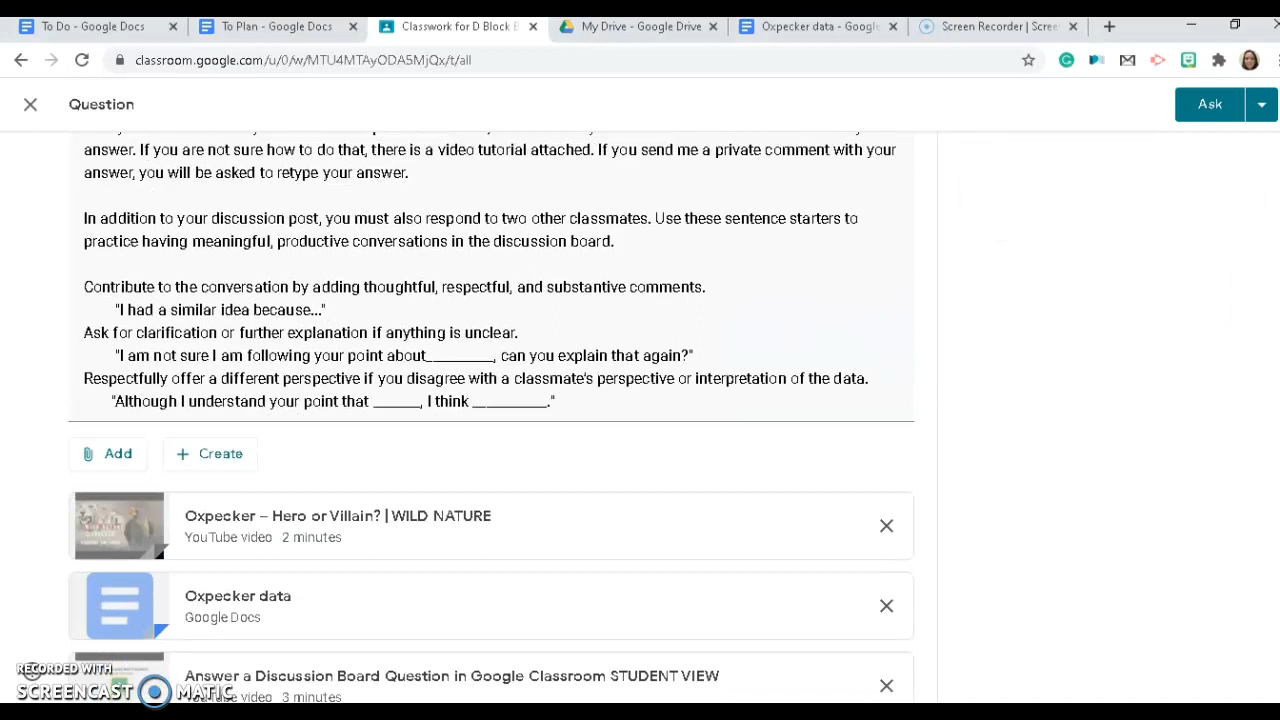 To Do - Google Docs
To Plan - Google Docs
Classwork for D Block B
My Drive - Google Drive
Oxpecker data - Google
Screen Recorder | Scree
classroom.google.com/u/0/w/MTU4MTAyODA5MjQx/t/all
Question
Ask
answer. If you are not sure how to do that, there is a video tutorial attached. If you send me a private comment with your
answer, you will be asked to retype your answer.
In addition to your discussion post, you must also respond to two other classmates. Use these sentence starters to
practice having meaningful, productive conversations in the discussion board.
Contribute to the conversation by adding thoughtful, respectful, and substantive comments.
"I had a similar idea because..."
Ask for clarification or further explanation if anything is unclear.
"I am not sure I am following your point about_________, can you explain that again?"
Respectfully offer a different perspective if you disagree with a classmate's perspective or interpretation of the data.
"Although I understand your point that ______, I think __________."
Add
Create
Oxpecker – Hero or Villain? | WILD NATURE
YouTube video 2 minutes
Oxpecker data
Google Docs
Answer a Discussion Board Question in Google Classroom STUDENT VIEW
YouTube video 3 minutes
RECORDED WITH
SCREENCAST MATIC